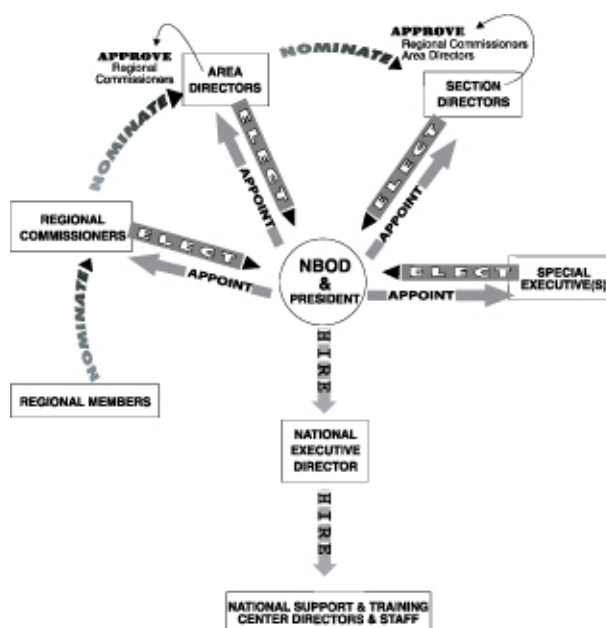 APPROVE
Regional
Commissioners
AREA
DIRECTORS
NOMINATE
APPROVE
Regional Commissioners
Area Directors
SECTION
DIRECTORS
NOMINATE
ELECT
APPOINT
ELECT
APPOINT
REGIONAL
COMMISSIONERS
ELECT
APPOINT
NBOD
&
PRESIDENT
ELECT
APPOINT
SPECIAL
EXECUTIVE(S)
NOMINATE
REGIONAL MEMBERS
HIRE
NATIONAL
EXECUTIVE
DIRECTOR
HIRE
NATIONAL SUPPORT & TRAINING
CENTER DIRECTORS & STAFF